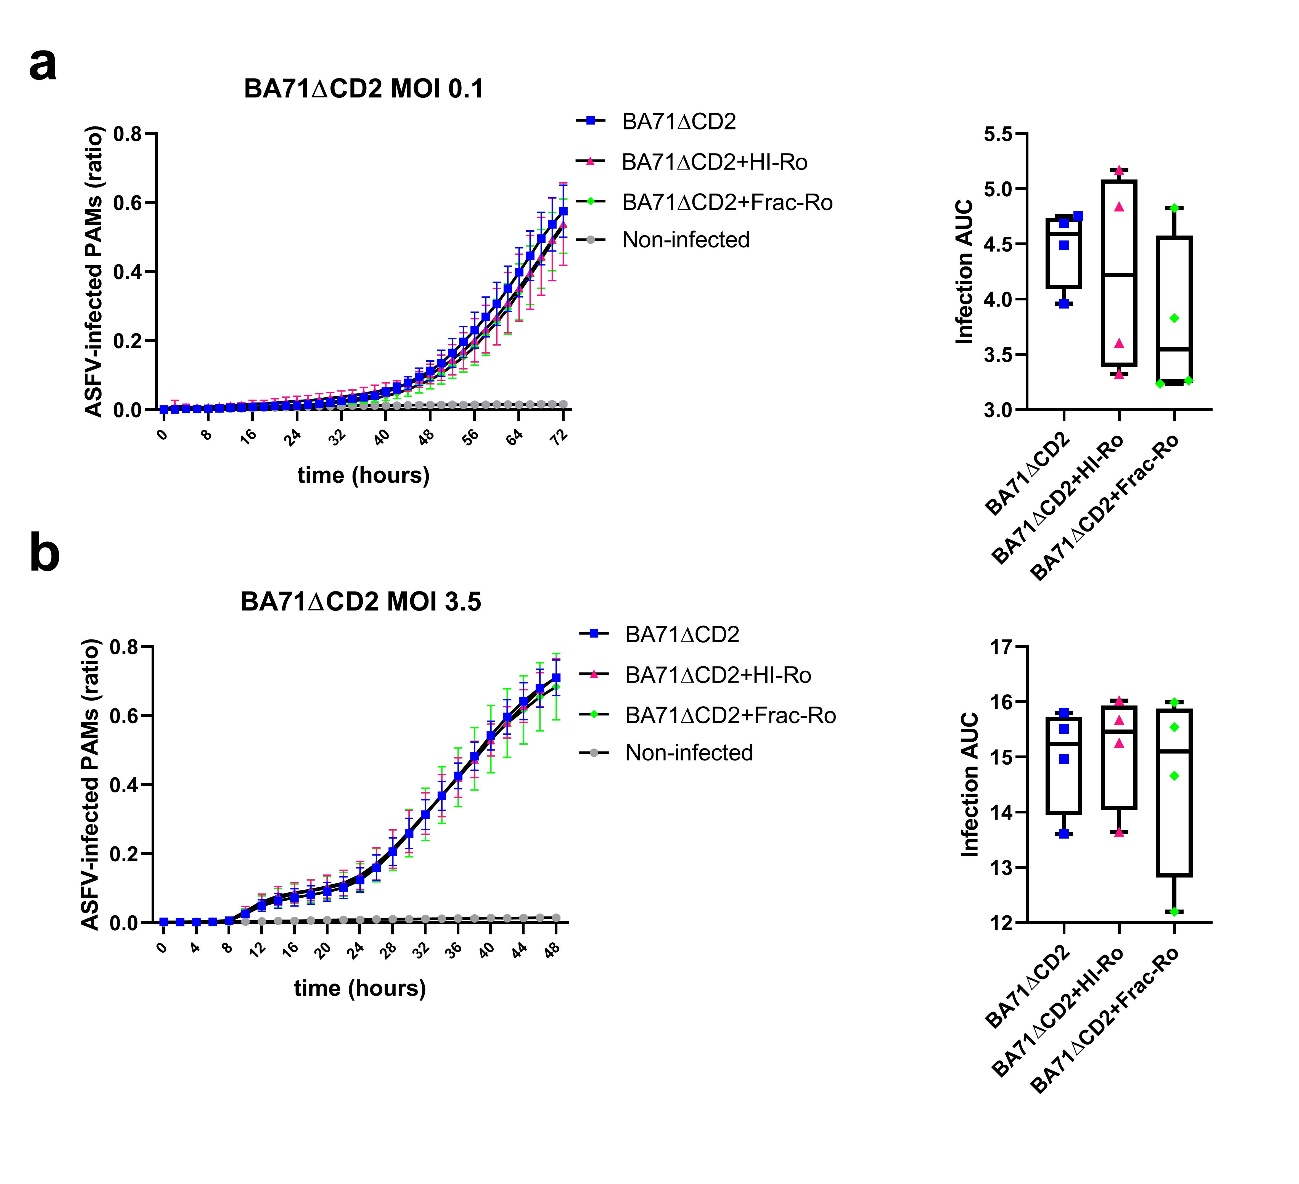 a
BA71ΔCD2 MOI 0.1
ASFV-infected PAMs (ratio)
0.8
0.6
0.4
0.2
0.0
0 8 16 24 32 40 48 56 64 72
time (hours)
BA71ΔCD2
BA71ΔCD2+HI-Ro
BA71ΔCD2+Frac-Ro
Non-infected
Infection AUC
5.5
5.0
4.5
4.0
3.5
3.0
BA71ΔCD2
BA71ΔCD2+HI-Ro
BA71ΔCD2+Frac-Ro
b
BA71ΔCD2 MOI 3.5
ASFV-infected PAMs (ratio)
0.8
0.6
0.4
0.2
0.0
0 4 8 12 16 20 24 28 32 36 40 44 48
time (hours)
BA71ΔCD2
BA71ΔCD2+HI-Ro
BA71ΔCD2+Frac-Ro
Non-infected
Infection AUC
17
16
15
14
13
12
BA71ΔCD2
BA71ΔCD2+HI-Ro
BA71ΔCD2+Frac-Ro